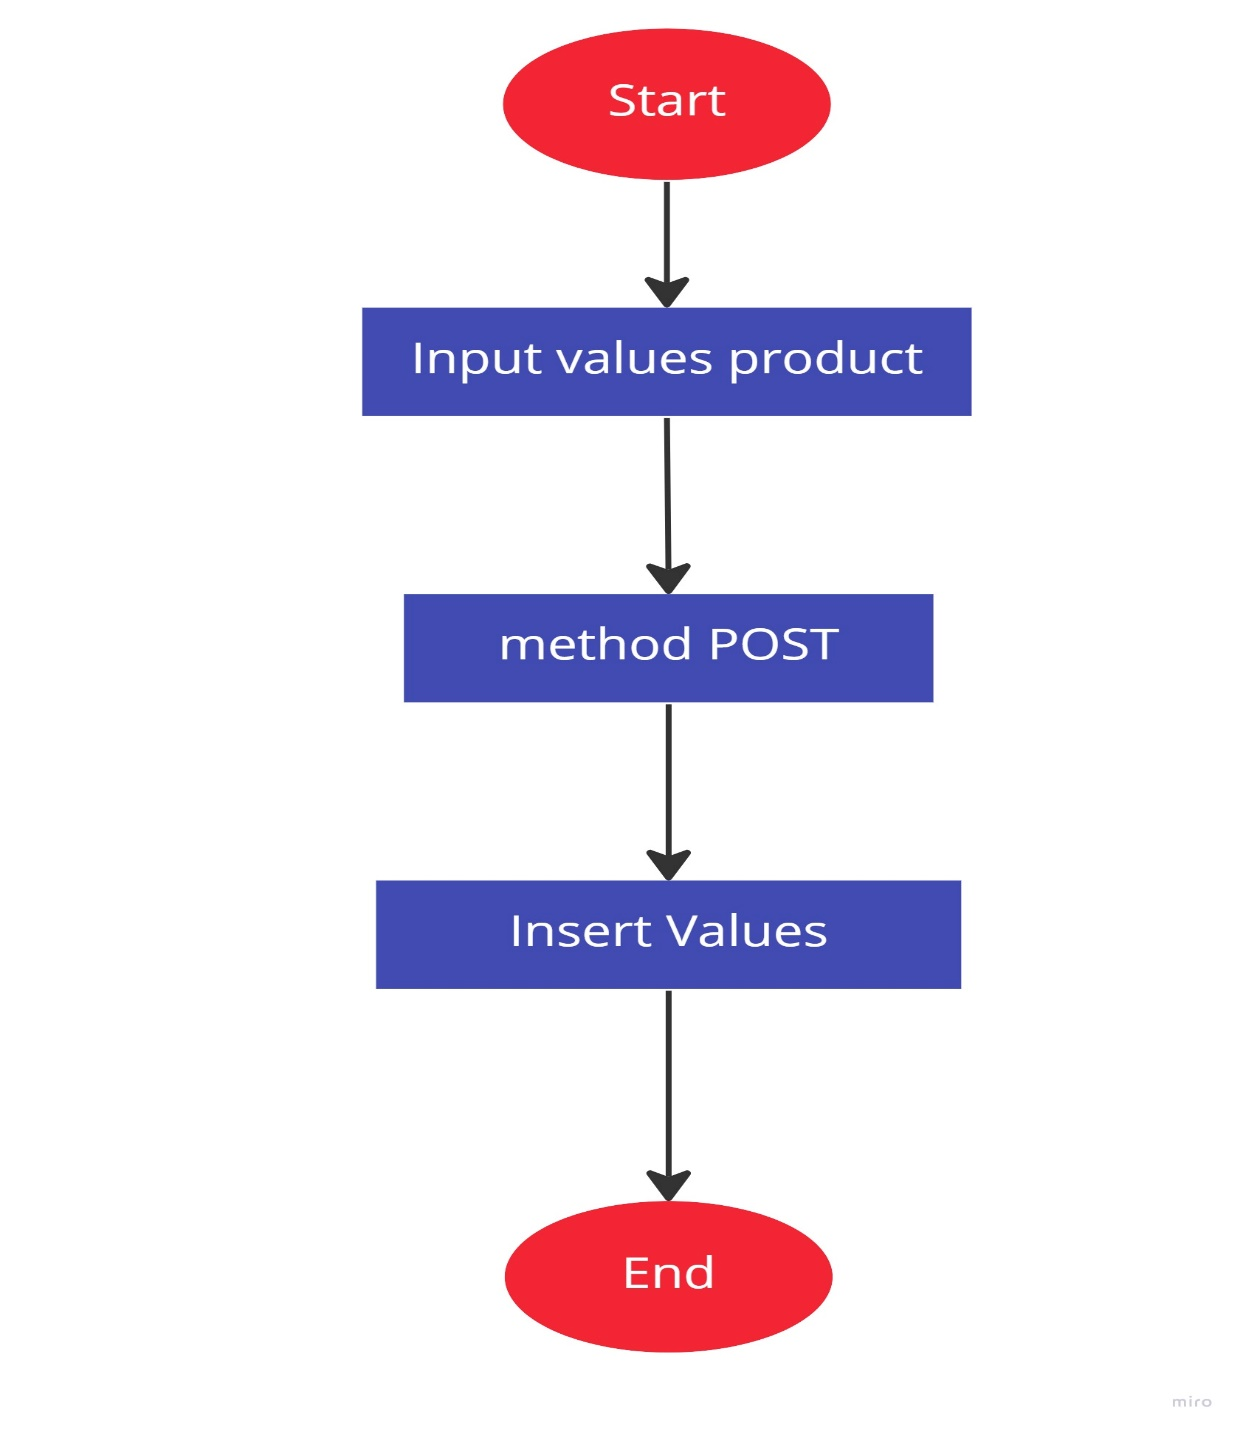 Start
Input values product
method POST
Insert Values
End
miro